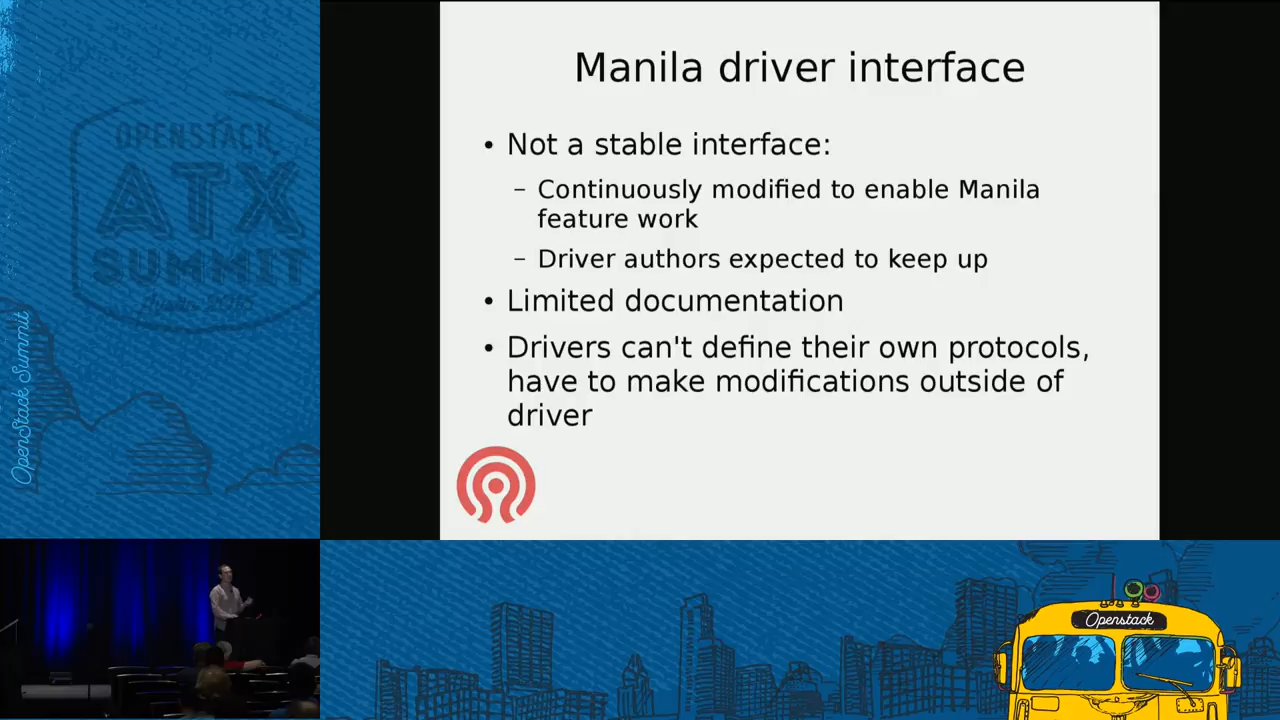 Manila driver interface
• Not a stable interface:
– Continuously modified to enable Manila
feature work
– Driver authors expected to keep up
• Limited documentation
• Drivers can't define their own protocols,
have to make modifications outside of
driver
OPENSTACK
ATX
SUMMIT
Austin 2016
OpenStack Summit
Openstack